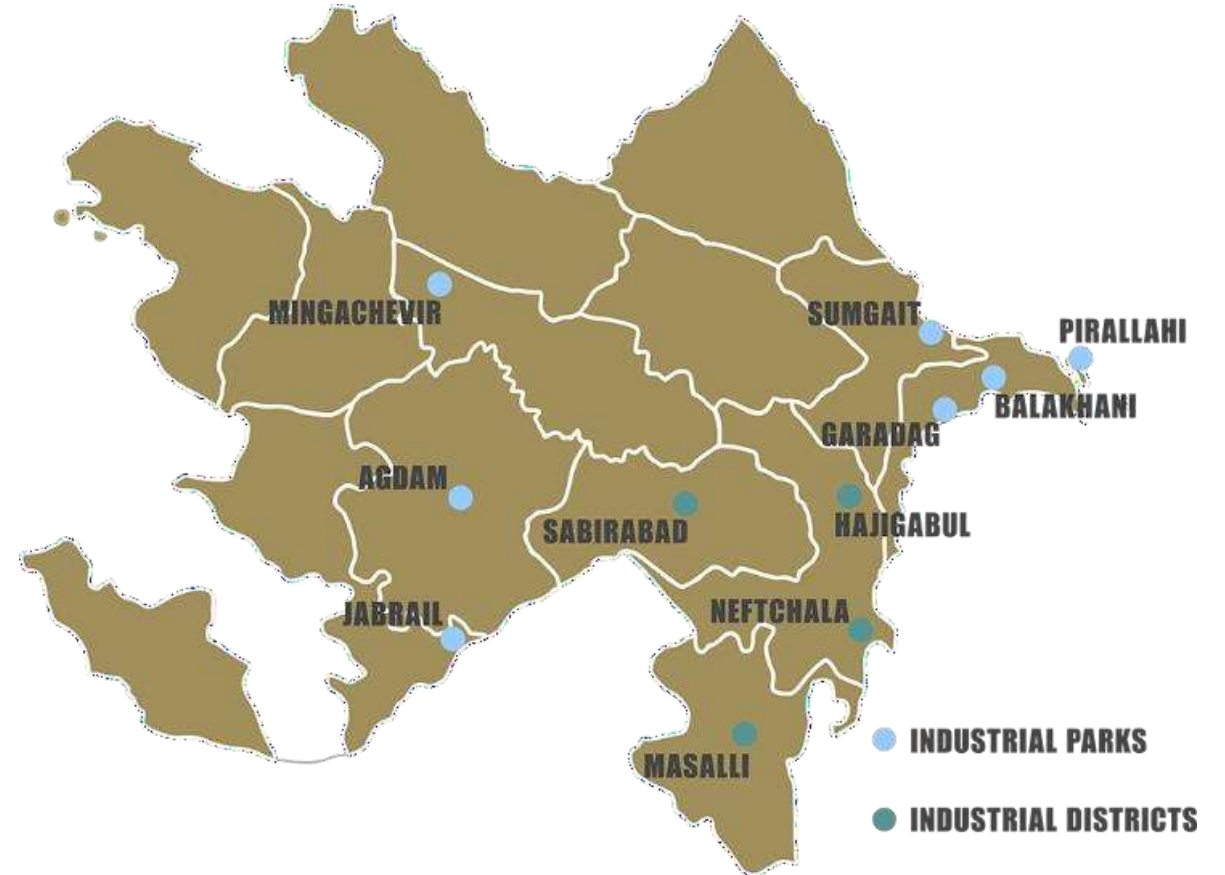 MINGACHEVIR
SUMGAIT
PIRALLAHI
BALAKHANI
GARADAG
AGDAM
SABIRABAD
HAJIGABUL
JABRAIL
NEFTCHALA
MASALLI
INDUSTRIAL PARKS
INDUSTRIAL DISTRICTS